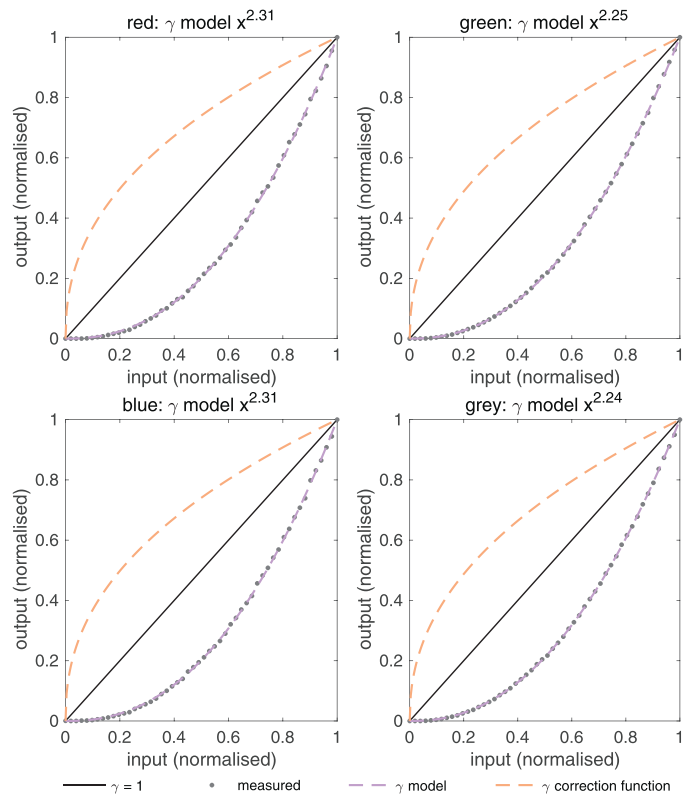 red: γ model x^2.31
green: γ model x^2.25
1
0.8
0.6
0.4
0.2
0
output (normalised)
0 0.2 0.4 0.6 0.8 1
input (normalised)
1
0.8
0.6
0.4
0.2
0
output (normalised)
0 0.2 0.4 0.6 0.8 1
input (normalised)
blue: γ model x^2.31
grey: γ model x^2.24
1
0.8
0.6
0.4
0.2
0
output (normalised)
0 0.2 0.4 0.6 0.8 1
input (normalised)
1
0.8
0.6
0.4
0.2
0
output (normalised)
0 0.2 0.4 0.6 0.8 1
input (normalised)
γ = 1 measured γ model γ correction function